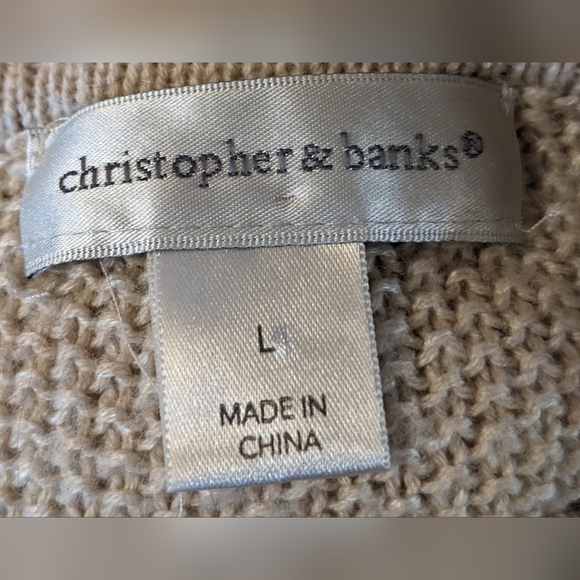 christopher & banks®
L
MADE IN
CHINA